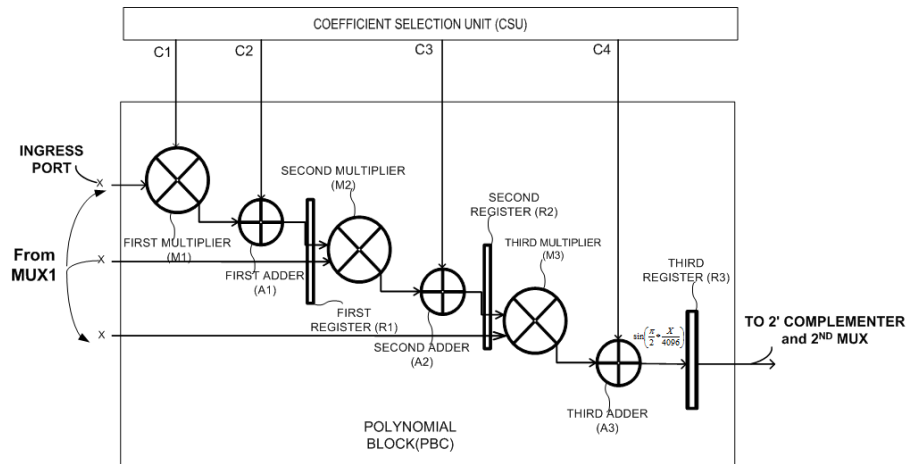 COEFFICIENT SELECTION UNIT (CSU)
C1
C2
C3
C4
INGRESS
PORT
X
SECOND MULTIPLIER
(M2)
SECOND
REGISTER (R2)
THIRD MULTIPLIER
(M3)
THIRD
REGISTER (R3)
FIRST MULTIPLIER
(M1)
From
MUX1
X
FIRST ADDER
(A1)
FIRST
REGISTER (R1)
X
SECOND ADDER
(A2)
sin(π/2*X/4096)
TO 2' COMPLEMENTER
and 2ND MUX
THIRD ADDER
(A3)
POLYNOMIAL
BLOCK(PBC)